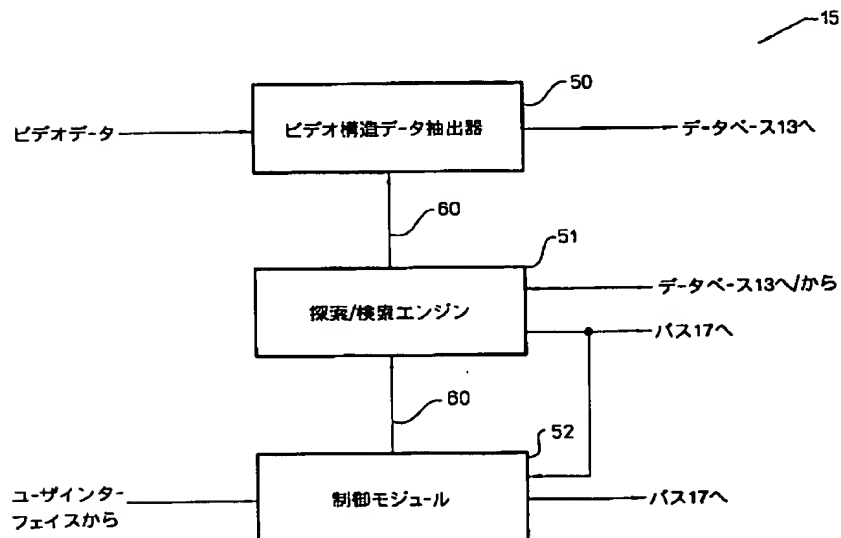 15
50
ビデオデータ
ビデオ構造データ抽出器
データベース13へ
60
51
探索/検索エンジン
データベース13へ/から
バス17へ
60
52
ユーザインター
フェイスから
制御モジュール
バス17へ